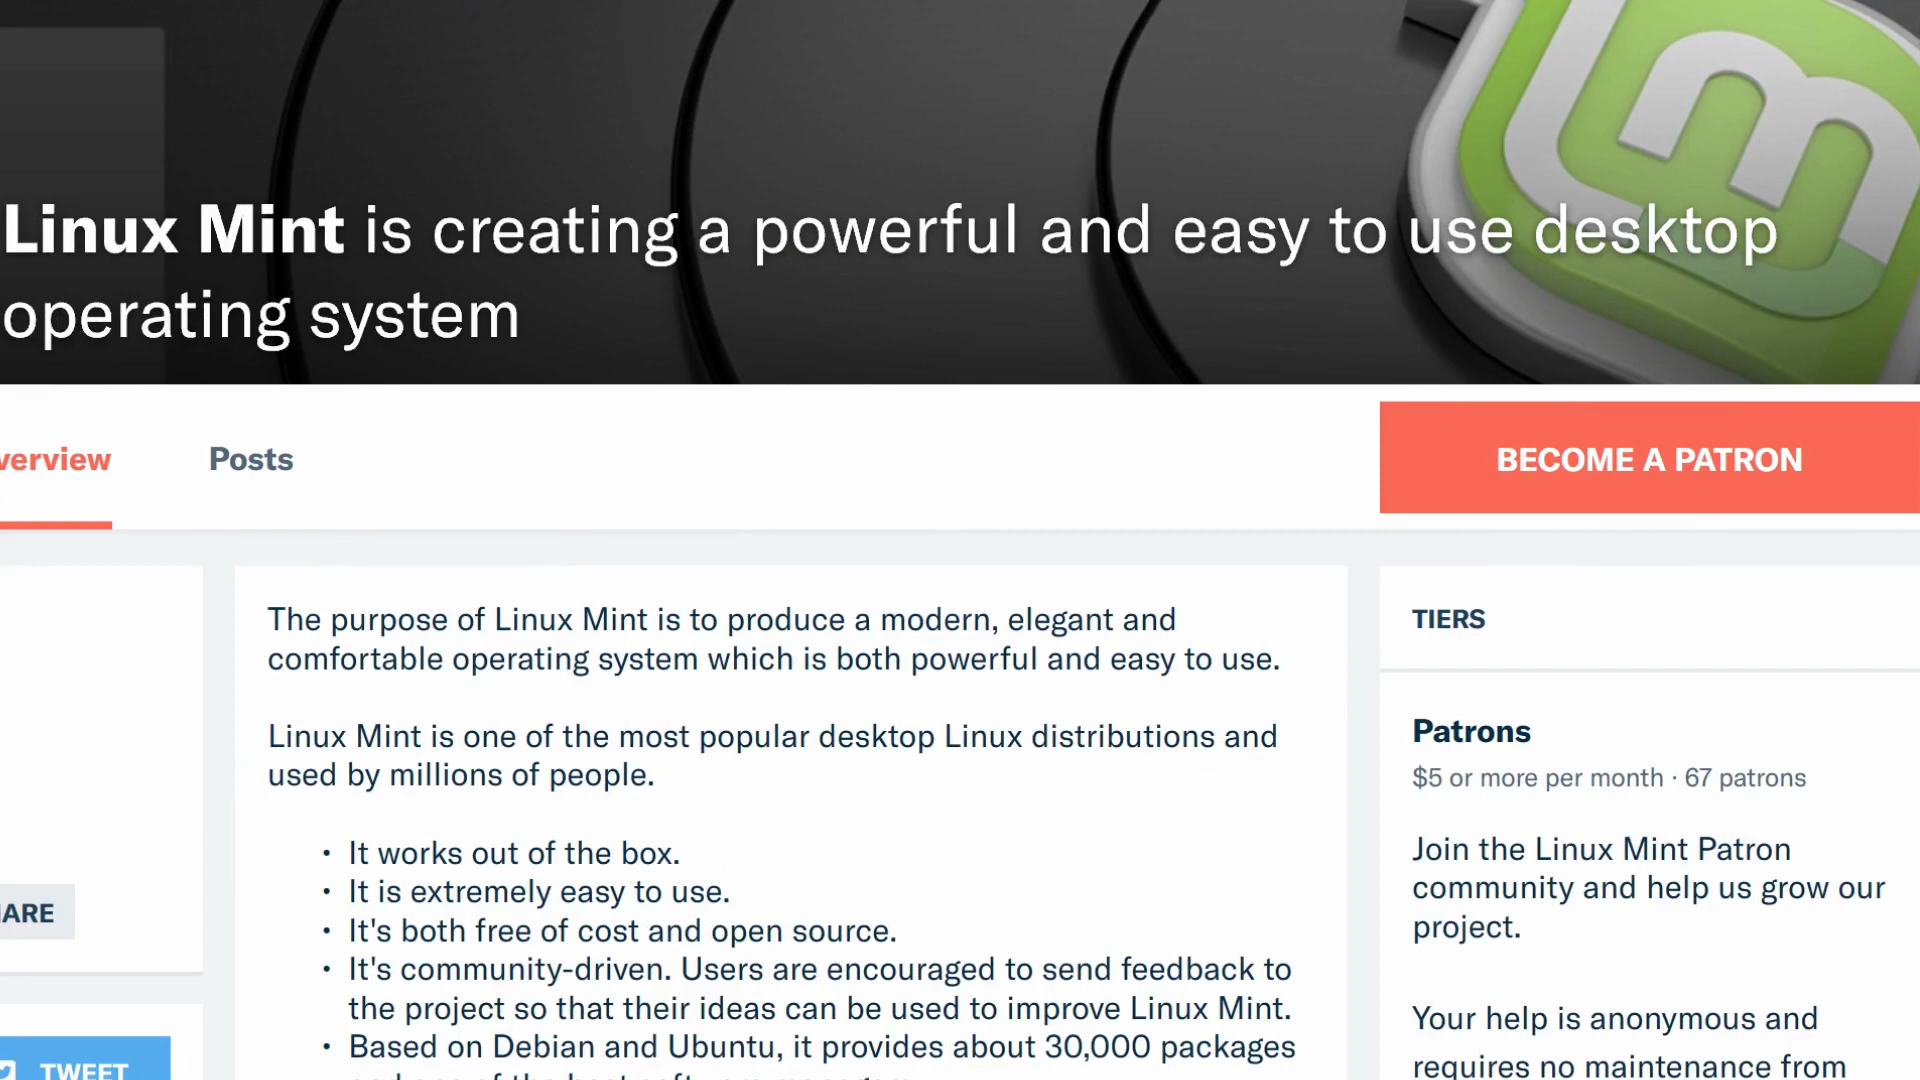 Linux Mint is creating a powerful and easy to use desktop
operating system
verview
Posts
BECOME A PATRON
The purpose of Linux Mint is to produce a modern, elegant and
comfortable operating system which is both powerful and easy to use.
Linux Mint is one of the most popular desktop Linux distributions and
used by millions of people.
• It works out of the box.
• It is extremely easy to use.
• It's both free of cost and open source.
• It's community-driven. Users are encouraged to send feedback to
the project so that their ideas can be used to improve Linux Mint.
• Based on Debian and Ubuntu, it provides about 30,000 packages
ARE
TWEET
TIERS
Patrons
$5 or more per month · 67 patrons
Join the Linux Mint Patron
community and help us grow our
project.
Your help is anonymous and
requires no maintenance from